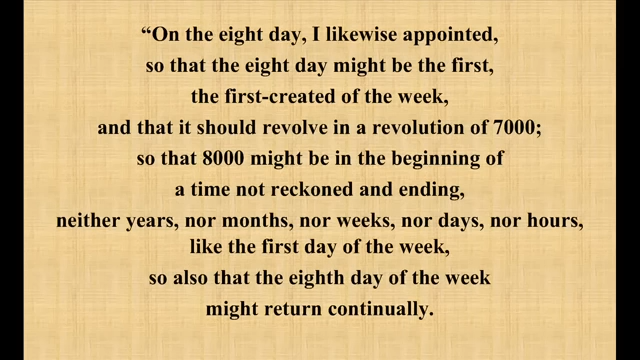 “On the eight day, I likewise appointed,
so that the eight day might be the first,
the first-created of the week,
and that it should revolve in a revolution of 7000;
so that 8000 might be in the beginning of
a time not reckoned and ending,
neither years, nor months, nor weeks, nor days, nor hours,
like the first day of the week,
so also that the eighth day of the week
might return continually.